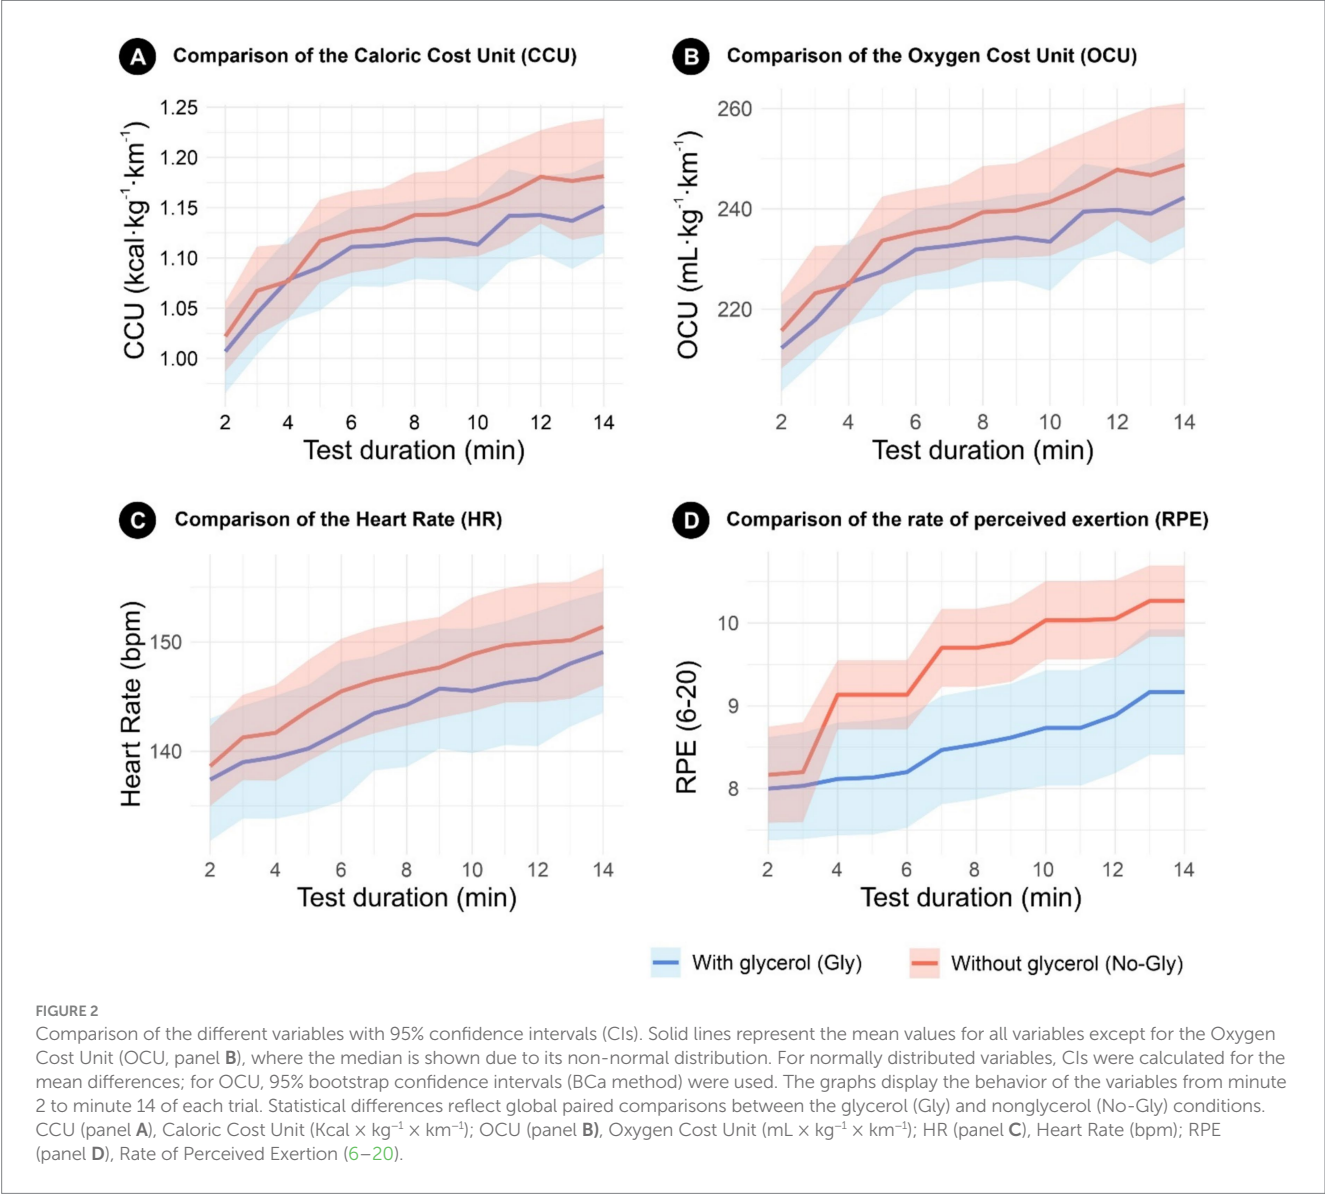 A Comparison of the Caloric Cost Unit (CCU)
1.25
1.20
1.15
1.10
1.05
1.00
CCU (kcal·kg⁻¹·km⁻¹)
2 4 6 8 10 12 14
Test duration (min)
B Comparison of the Oxygen Cost Unit (OCU)
260
240
220
OCU (mL·kg⁻¹·km⁻¹)
2 4 6 8 10 12 14
Test duration (min)
C Comparison of the Heart Rate (HR)
150
140
Heart Rate (bpm)
2 4 6 8 10 12 14
Test duration (min)
D Comparison of the rate of perceived exertion (RPE)
10
9
8
RPE (6-20)
2 4 6 8 10 12 14
Test duration (min)
With glycerol (Gly) Without glycerol (No-Gly)
FIGURE 2
Comparison of the different variables with 95% confidence intervals (CIs). Solid lines represent the mean values for all variables except for the Oxygen
Cost Unit (OCU, panel B), where the median is shown due to its non-normal distribution. For normally distributed variables, CIs were calculated for the
mean differences; for OCU, 95% bootstrap confidence intervals (BCa method) were used. The graphs display the behavior of the variables from minute
2 to minute 14 of each trial. Statistical differences reflect global paired comparisons between the glycerol (Gly) and nonglycerol (No-Gly) conditions.
CCU (panel A), Caloric Cost Unit (Kcal × kg⁻¹ × km⁻¹); OCU (panel B), Oxygen Cost Unit (mL × kg⁻¹ × km⁻¹); HR (panel C), Heart Rate (bpm); RPE
(panel D), Rate of Perceived Exertion (6–20).